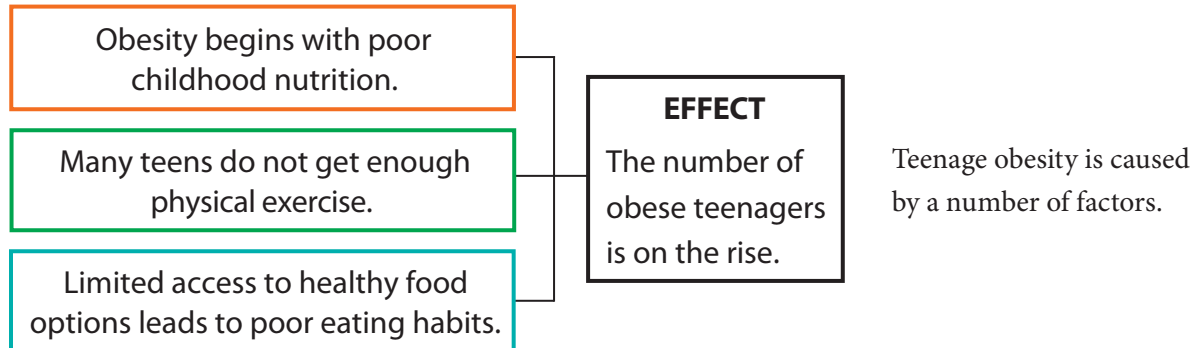 Obesity begins with poor
childhood nutrition.
Many teens do not get enough
physical exercise.
Limited access to healthy food
options leads to poor eating habits.
EFFECT
The number of
obese teenagers
is on the rise.
Teenage obesity is caused
by a number of factors.